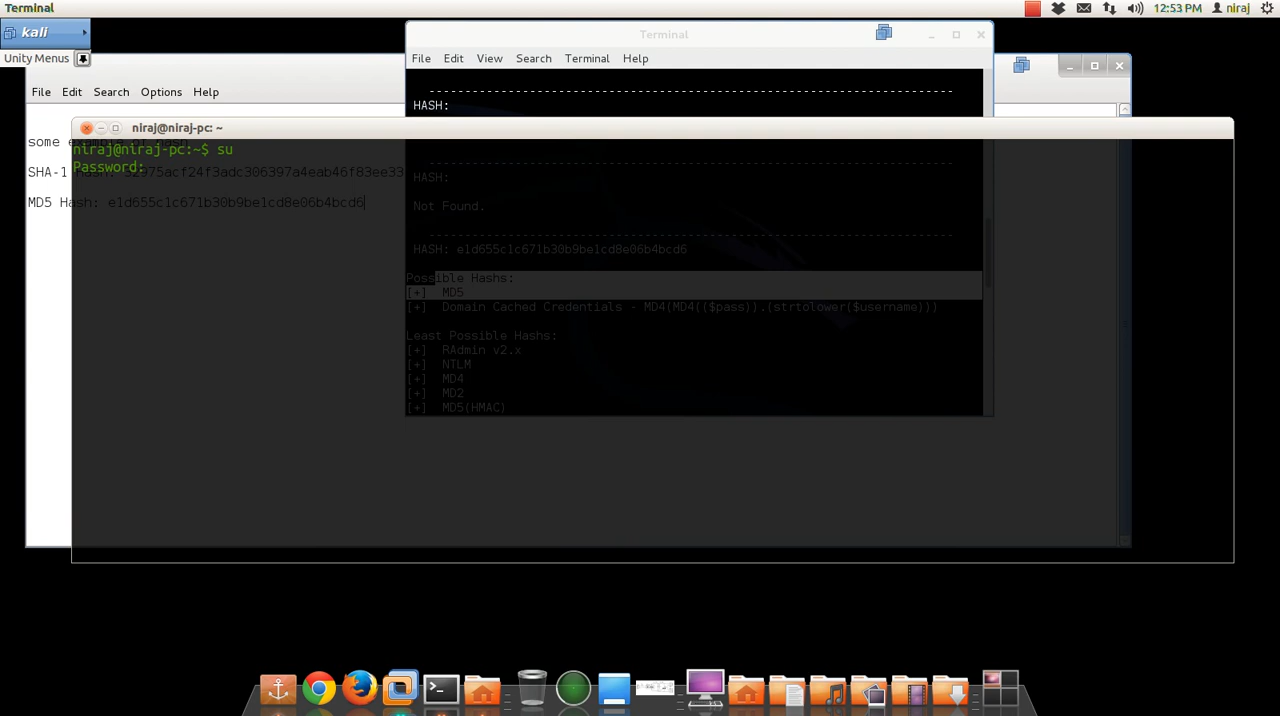 Terminal
12:53 PM niraj
kali
Unity Menus
Terminal
File Edit View Search Terminal Help
File Edit Search Options Help
--------------------------------------------------------------------------
HASH:
niraj@niraj-pc: ~
niraj@niraj-pc:~$ su
Password:
some
SHA-1 Hash: 52975acf24f3adc306397a4eab46f83ee33
MD5 Hash: e1d655c1c671b30b9be1cd8e06b4bcd6
--------------------------------------------------------------------------
HASH:
Not Found.
--------------------------------------------------------------------------
HASH: e1d655c1c671b30b9be1cd8e06b4bcd6
Possible Hashs:
[+] MD5
[+] Domain Cached Credentials - MD4(MD4(($pass)).(strtolower($username)))
Least Possible Hashs:
[+] RAdmin v2.x
[+] NTLM
[+] MD4
[+] MD2
[+] MD5(HMAC)